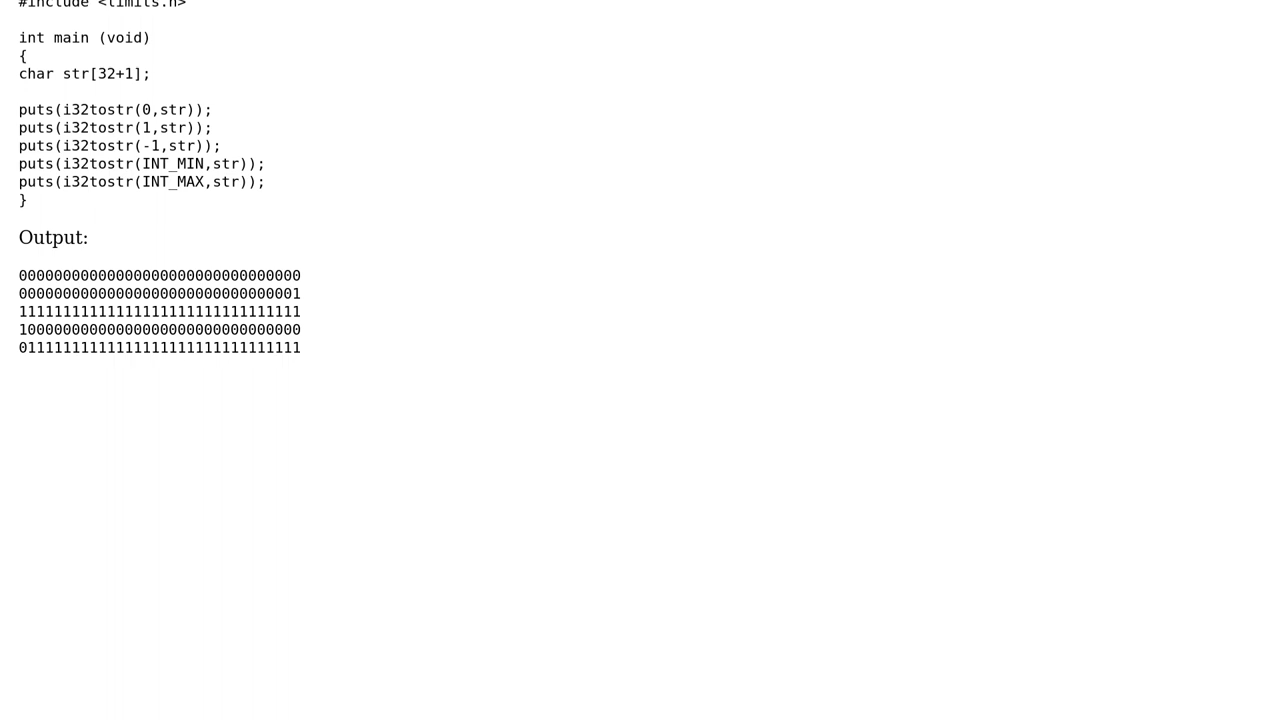 #include <limits.h>
int main (void)
{
char str[32+1];
puts(i32tostr(0,str));
puts(i32tostr(1,str));
puts(i32tostr(-1,str));
puts(i32tostr(INT_MIN,str));
puts(i32tostr(INT_MAX,str));
}
Output:
00000000000000000000000000000000
00000000000000000000000000000001
11111111111111111111111111111111
10000000000000000000000000000000
01111111111111111111111111111111